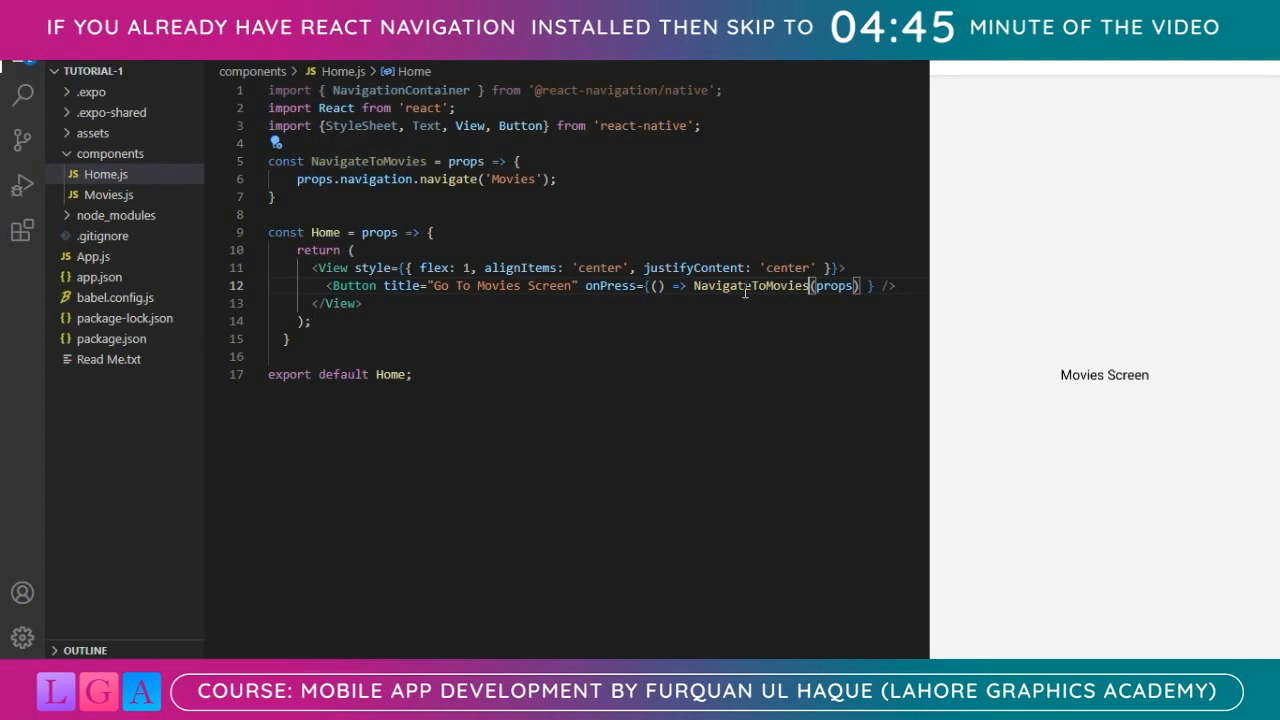 IF YOU ALREADY HAVE REACT NAVIGATION INSTALLED THEN SKIP TO 04:45 MINUTE OF THE VIDEO
TUTORIAL-1
.expo
.expo-shared
assets
components
JS Home.js
JS Movies.js
node_modules
.gitignore
JS App.js
{} app.json
babel.config.js
{} package-lock.json
{} package.json
Read Me.txt
OUTLINE
components > JS Home.js > Home
1 import { NavigationContainer } from '@react-navigation/native';
2 import React from 'react';
3 import {StyleSheet, Text, View, Button} from 'react-native';
4
5 const NavigateToMovies = props => {
6 props.navigation.navigate('Movies');
7 }
8
9 const Home = props => {
10 return (
11 <View style={{ flex: 1, alignItems: 'center', justifyContent: 'center' }}>
12 <Button title="Go To Movies Screen" onPress={() => NavigateToMovies(props) } />
13 </View>
14 );
15 }
16
17 export default Home;
Movies Screen
LGA
COURSE: MOBILE APP DEVELOPMENT BY FURQUAN UL HAQUE (LAHORE GRAPHICS ACADEMY)